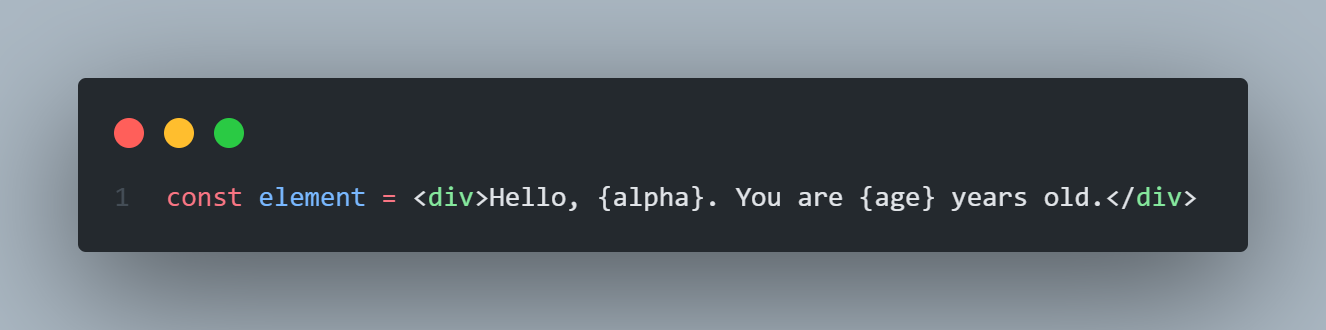 1 const element = <div>Hello, {alpha}. You are {age} years old.</div>